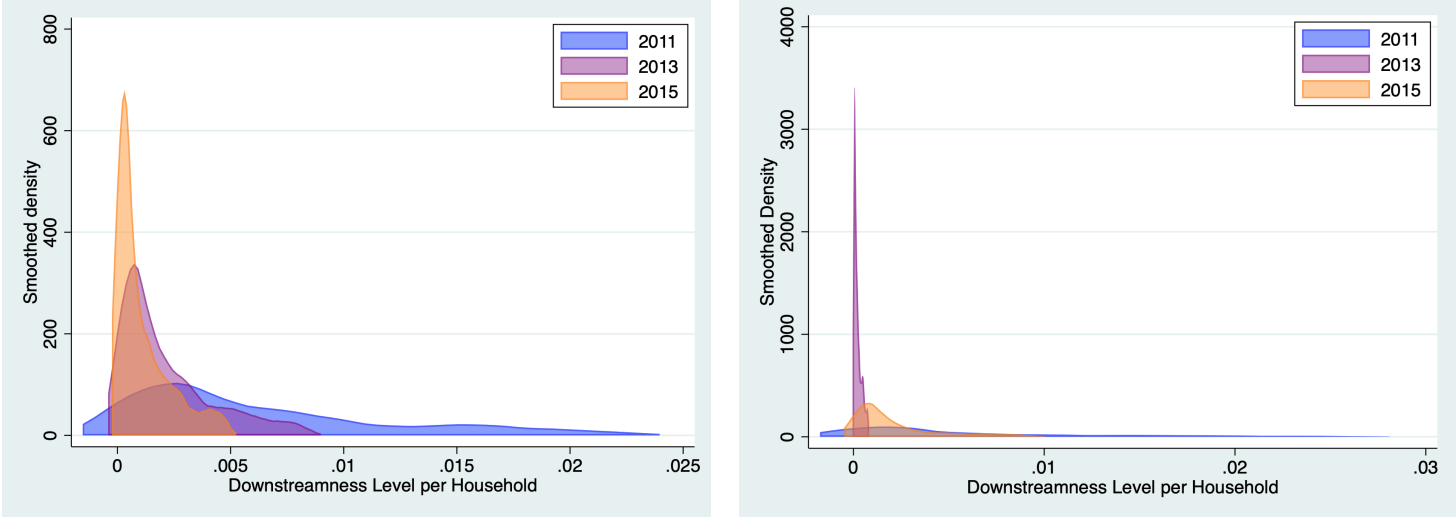 800
600
400
200
0
Smoothed density
2011
2013
2015
0 .005 .01 .015 .02 .025
Downstreamness Level per Household
4000
3000
2000
1000
0
Smoothed Density
2011
2013
2015
0 .01 .02 .03
Downstreamness Level per Household